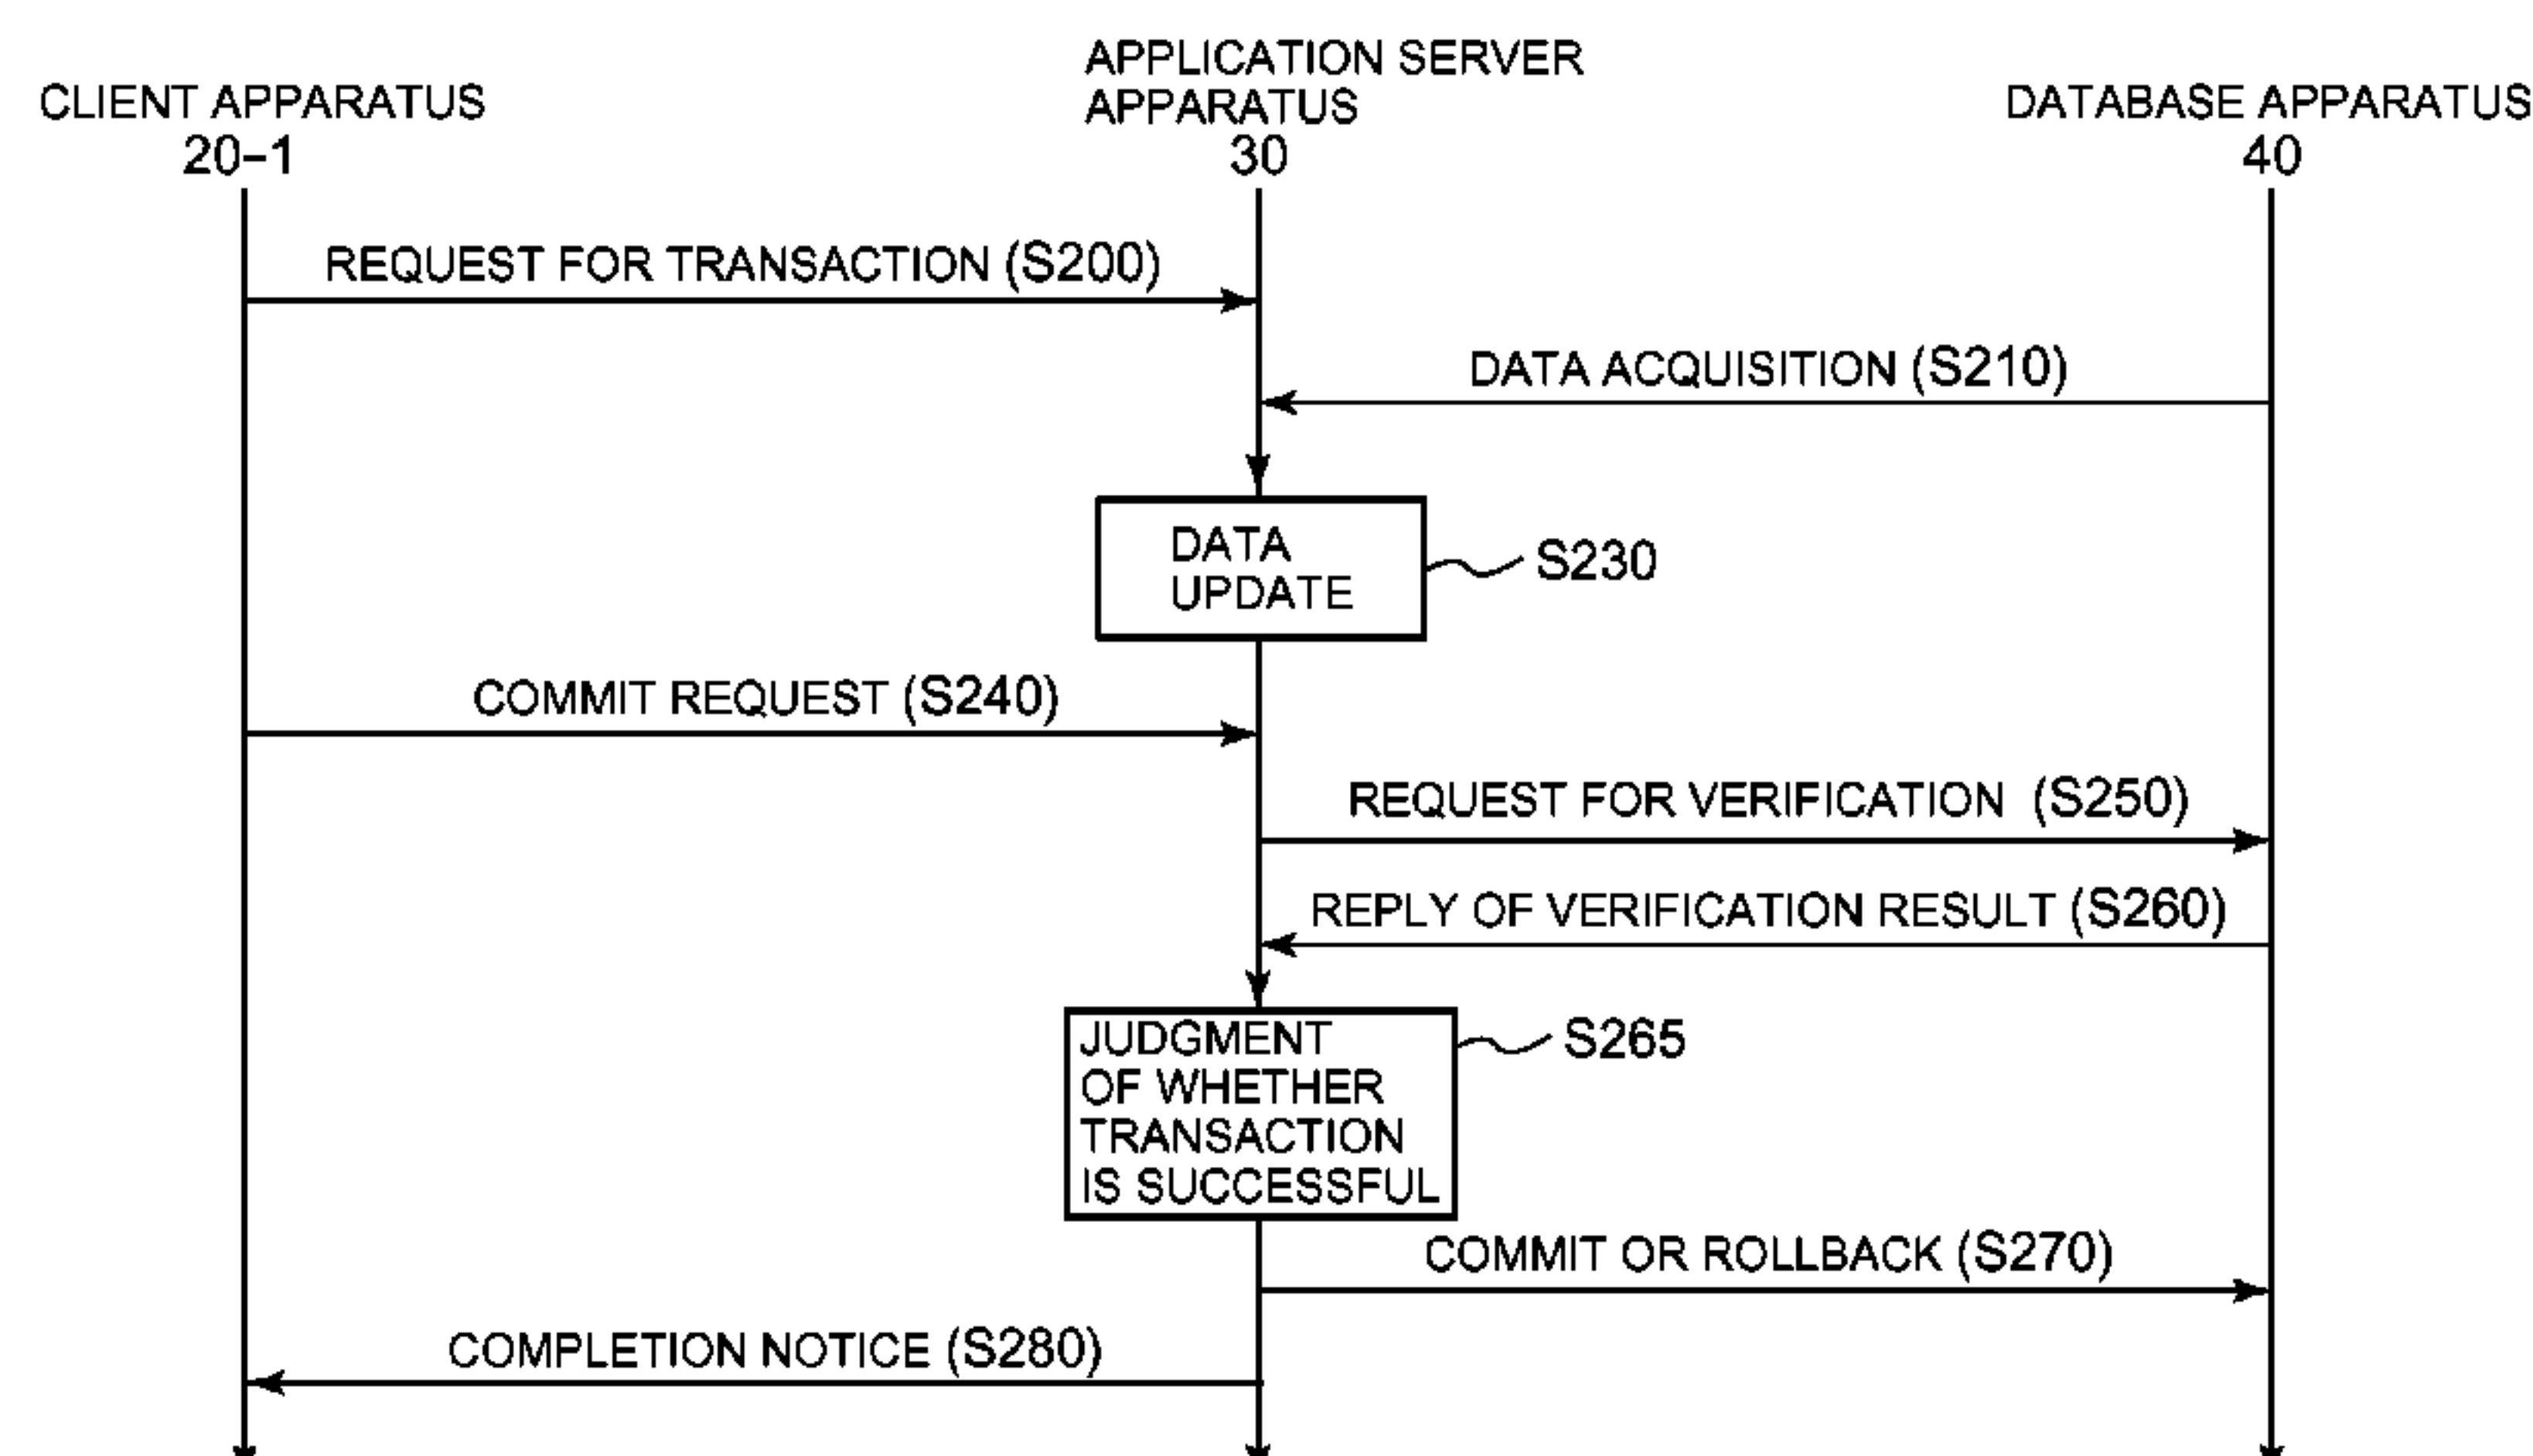 CLIENT APPARATUS
20-1
APPLICATION SERVER
APPARATUS
30
DATABASE APPARATUS
40
REQUEST FOR TRANSACTION (S200)
DATA ACQUISITION (S210)
DATA
UPDATE
S230
COMMIT REQUEST (S240)
REQUEST FOR VERIFICATION (S250)
REPLY OF VERIFICATION RESULT (S260)
JUDGMENT
OF WHETHER
TRANSACTION
IS SUCCESSFUL
S265
COMMIT OR ROLLBACK (S270)
COMPLETION NOTICE (S280)